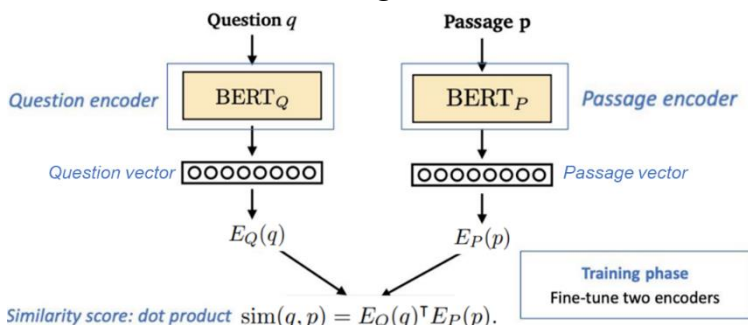 Question q Passage p
Question encoder BERT_Q BERT_P Passage encoder
Question vector Passage vector
E_Q(q) E_P(p)
Training phase
Fine-tune two encoders
Similarity score: dot product sim(q, p) = E_Q(q)^⊤E_P(p).